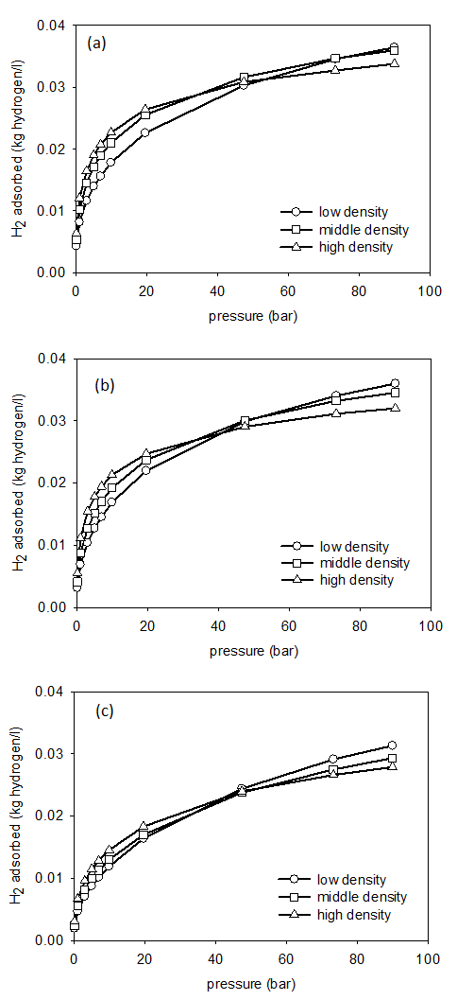 (a)
H2 adsorbed (kg hydrogen/l)
0.04
0.03
0.02
0.01
0.00
low density
middle density
high density
0 20 40 60 80 100
pressure (bar)
(b)
H2 adsorbed (kg hydrogen/l)
0.04
0.03
0.02
0.01
0.00
low density
middle density
high density
0 20 40 60 80 100
pressure (bar)
(c)
H2 adsorbed (kg hydrogen/l)
0.04
0.03
0.02
0.01
0.00
low density
middle density
high density
0 20 40 60 80 100
pressure (bar)